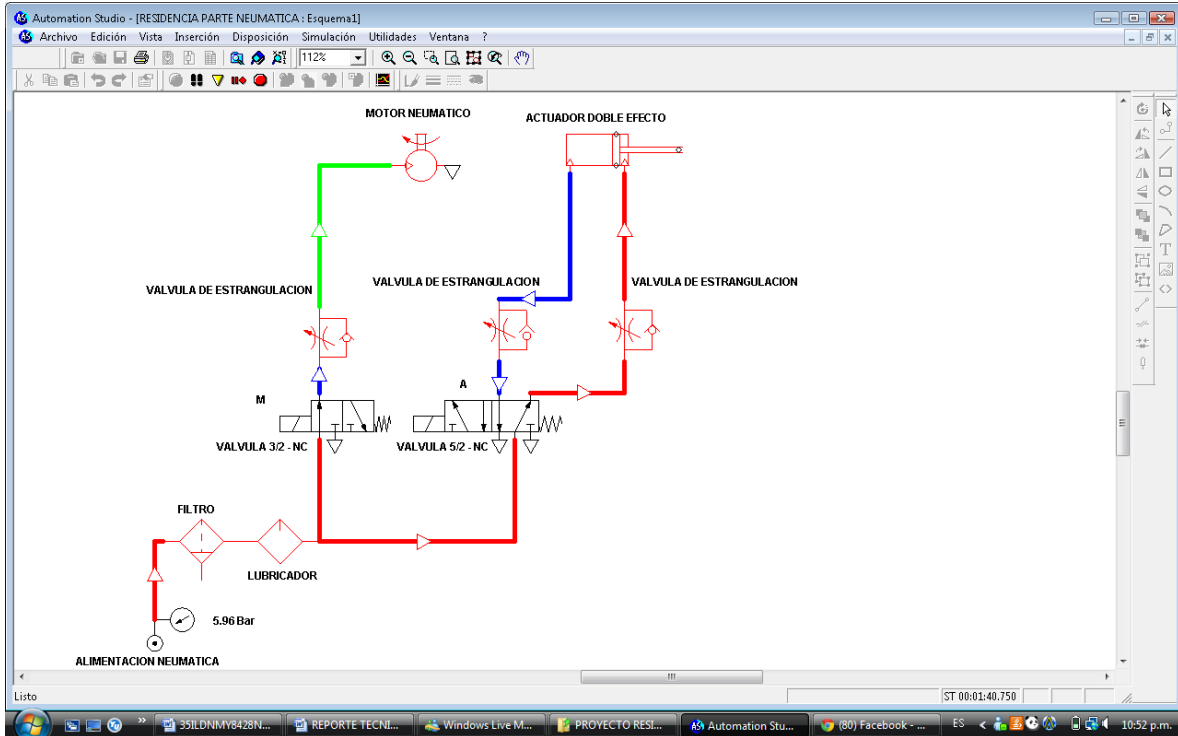 Automation Studio - [RESIDENCIA PARTE NEUMATICA : Esquema1]
Archivo Edición Vista Inserción Disposición Simulación Utilidades Ventana ?
112%
MOTOR NEUMATICO
ACTUADOR DOBLE EFECTO
VALVULA DE ESTRANGULACION
VALVULA DE ESTRANGULACION
VALVULA DE ESTRANGULACION
M
A
VALVULA 3/2 - NC
VALVULA 5/2 - NC
FILTRO
LUBRICADOR
5.96 Bar
ALIMENTACION NEUMATICA
Listo
ST 00:01:40.750
35ILDNMY8428N...
REPORTE TECNI...
Windows Live M...
PROYECTO RESI...
Automation Stu...
(80) Facebook - ...
ES
10:52 p.m.